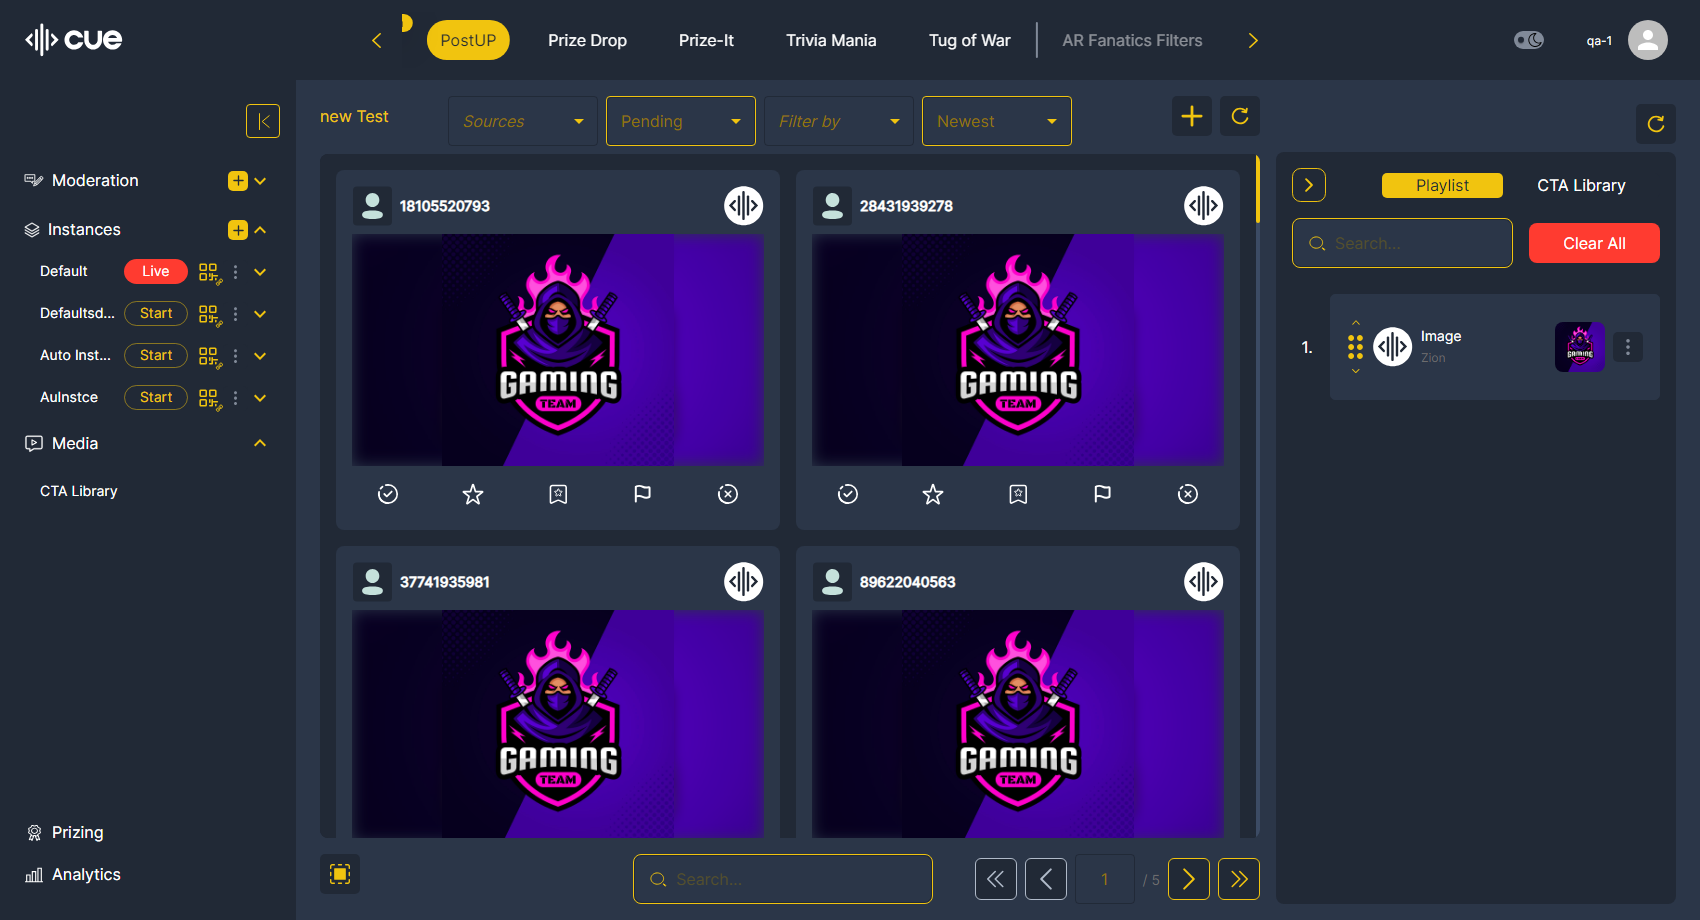 cue
PostUP
Prize Drop
Prize-It
Trivia Mania
Tug of War
AR Fanatics Filters
qa-1
Moderation
Instances
Default
Live
Defaultsd...
Start
Auto Inst...
Start
AuInstce
Start
Media
CTA Library
Prizing
Analytics
new Test
Sources
Pending
Filter by
Newest
18105520793
GAMING
TEAM
28431939278
GAMING
TEAM
37741935981
GAMING
TEAM
89622040563
GAMING
TEAM
Search...
1
/ 5
Playlist
CTA Library
Search...
Clear All
1.
Image
Zion
GAMING